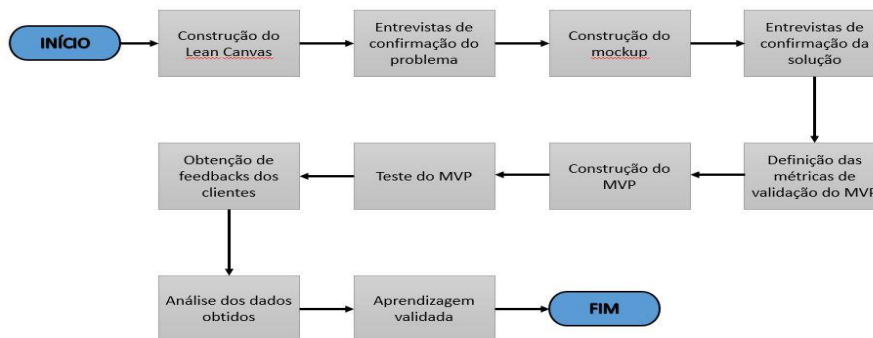 INÍCIO
Construção do
Lean Canvas
Entrevistas de
confirmação do
problema
Construção do
mockup
Entrevistas de
confirmação da
solução
Definição das
métricas de
validação do MVP
Construção do
MVP
Teste do MVP
Obtenção de
feedbacks dos
clientes
Análise dos dados
obtidos
Aprendizagem
validada
FIM